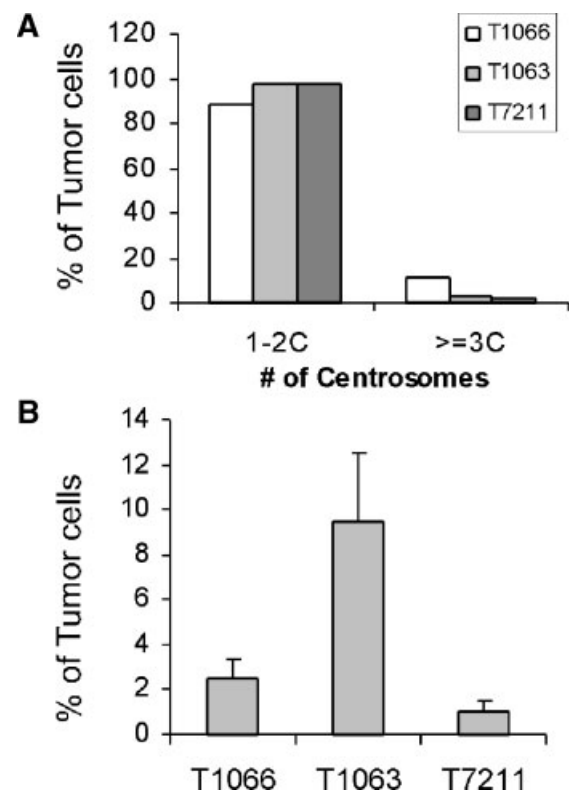 A
120
100
80
60
40
20
0
% of Tumor cells
T1066
T1063
T7211
1-2C >=3C
# of Centrosomes
B
14
12
10
8
6
4
2
0
% of Tumor cells
T1066 T1063 T7211